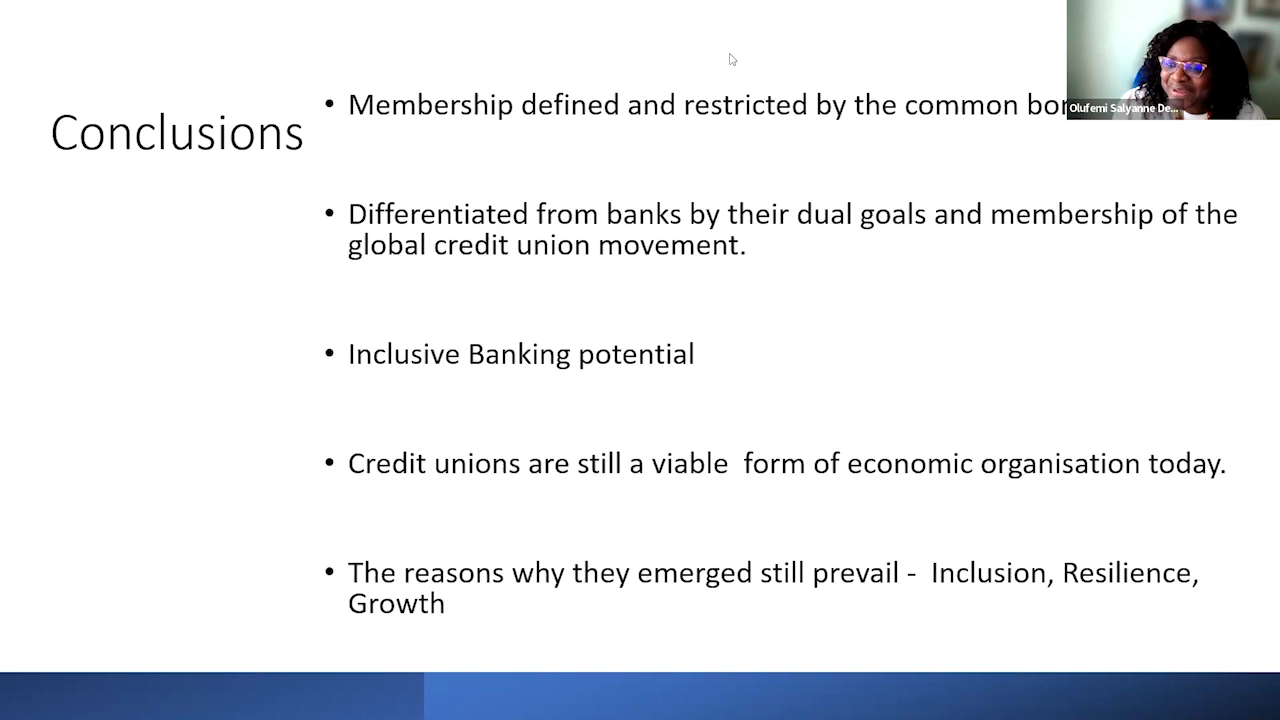 Conclusions
• Membership defined and restricted by the common
Olufemi Salyanne De...
• Differentiated from banks by their dual goals and membership of the
global credit union movement.
• Inclusive Banking potential
• Credit unions are still a viable form of economic organisation today.
• The reasons why they emerged still prevail - Inclusion, Resilience,
Growth